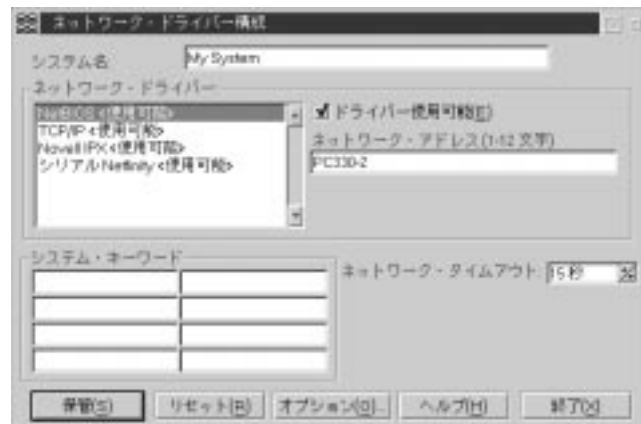 ネットワーク・ドライバー構成
システム名
My System
ネットワーク・ドライバー
NetBIOS <使用可能>
TCP/IP <使用可能>
Novell IPX <使用可能>
シリアル Netfinity <使用可能>
ドライバー使用可能(E)
ネットワーク・アドレス(1-12 文字)
PC330-2
システム・キーワード
ネットワーク・タイムアウト
15 秒
保管(S)
リセット(R)
オプション(O)...
ヘルプ(H)
終了(X)